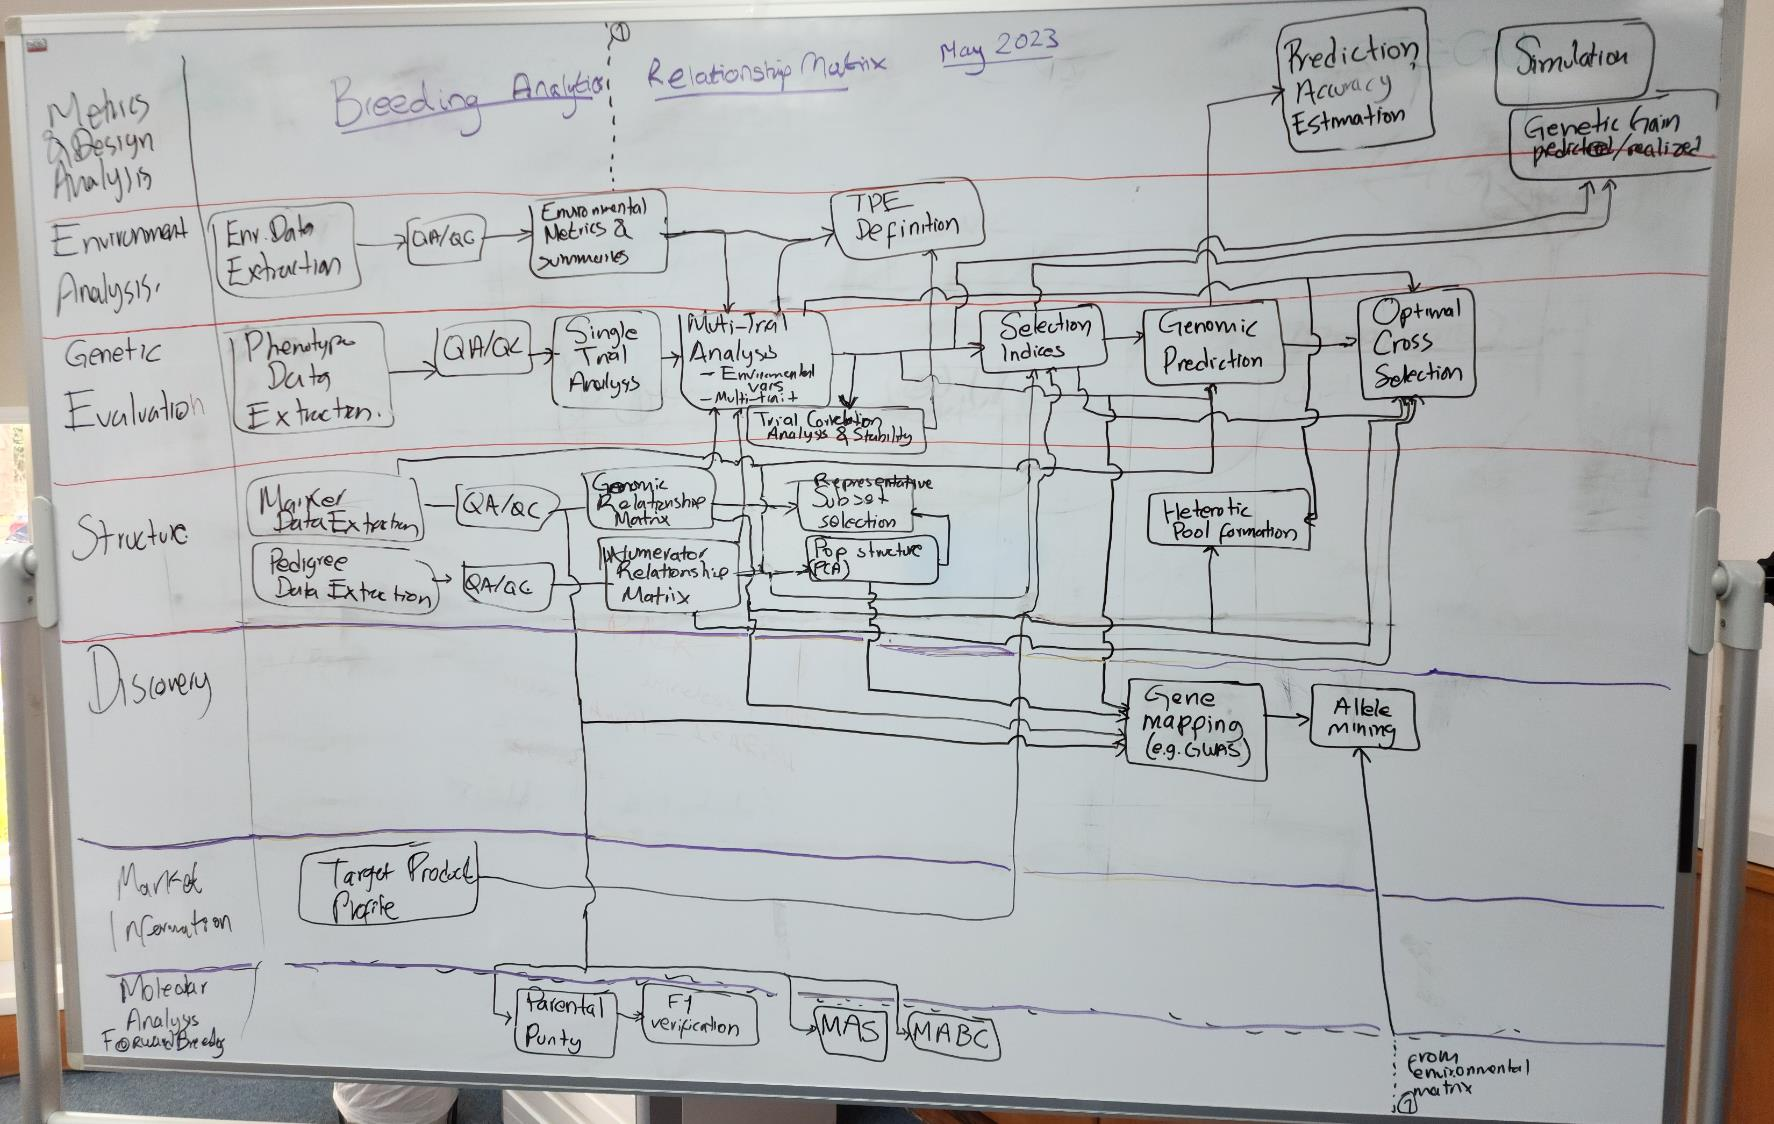 ①
Breeding Analytics Relationship Matrix May 2023
Metrics
& Design
Analysis
Prediction
Accuracy
Estimation
Simulation
Genetic Gain
predicted/realized
Environment
Analysis.
Env. Data
Extraction
QA/QC
Environmental
Metrics &
Summaries
TPE
Definition
Genetic
Evaluation
Phenotype
Data
Extraction.
QA/QC
Single
Trial
Analysis
Multi-Trial
Analysis
- Environmental
vars
- Multi-trait
Trial Correlation
Analysis & Stability
Selection
Indices
Genomic
Prediction
Optimal
Cross
Selection
Structure
Marker
Data Extraction
QA/QC
Genomic
Relationship
Matrix
Representative
Subset
selection
Heterotic
Pool formation
Pedigree
Data Extraction
QA/QC
Numerator
Relationship
Matrix
Pop structure
(PCA)
Discovery
Gene
mapping
(e.g. GWAS)
Allele
mining
Market
Information
Target Product
Profile
Molecular
Analysis
Forward Breeding
Parental
Purity
F1
verification
MAS
MABC
From
environmental
matrix
①